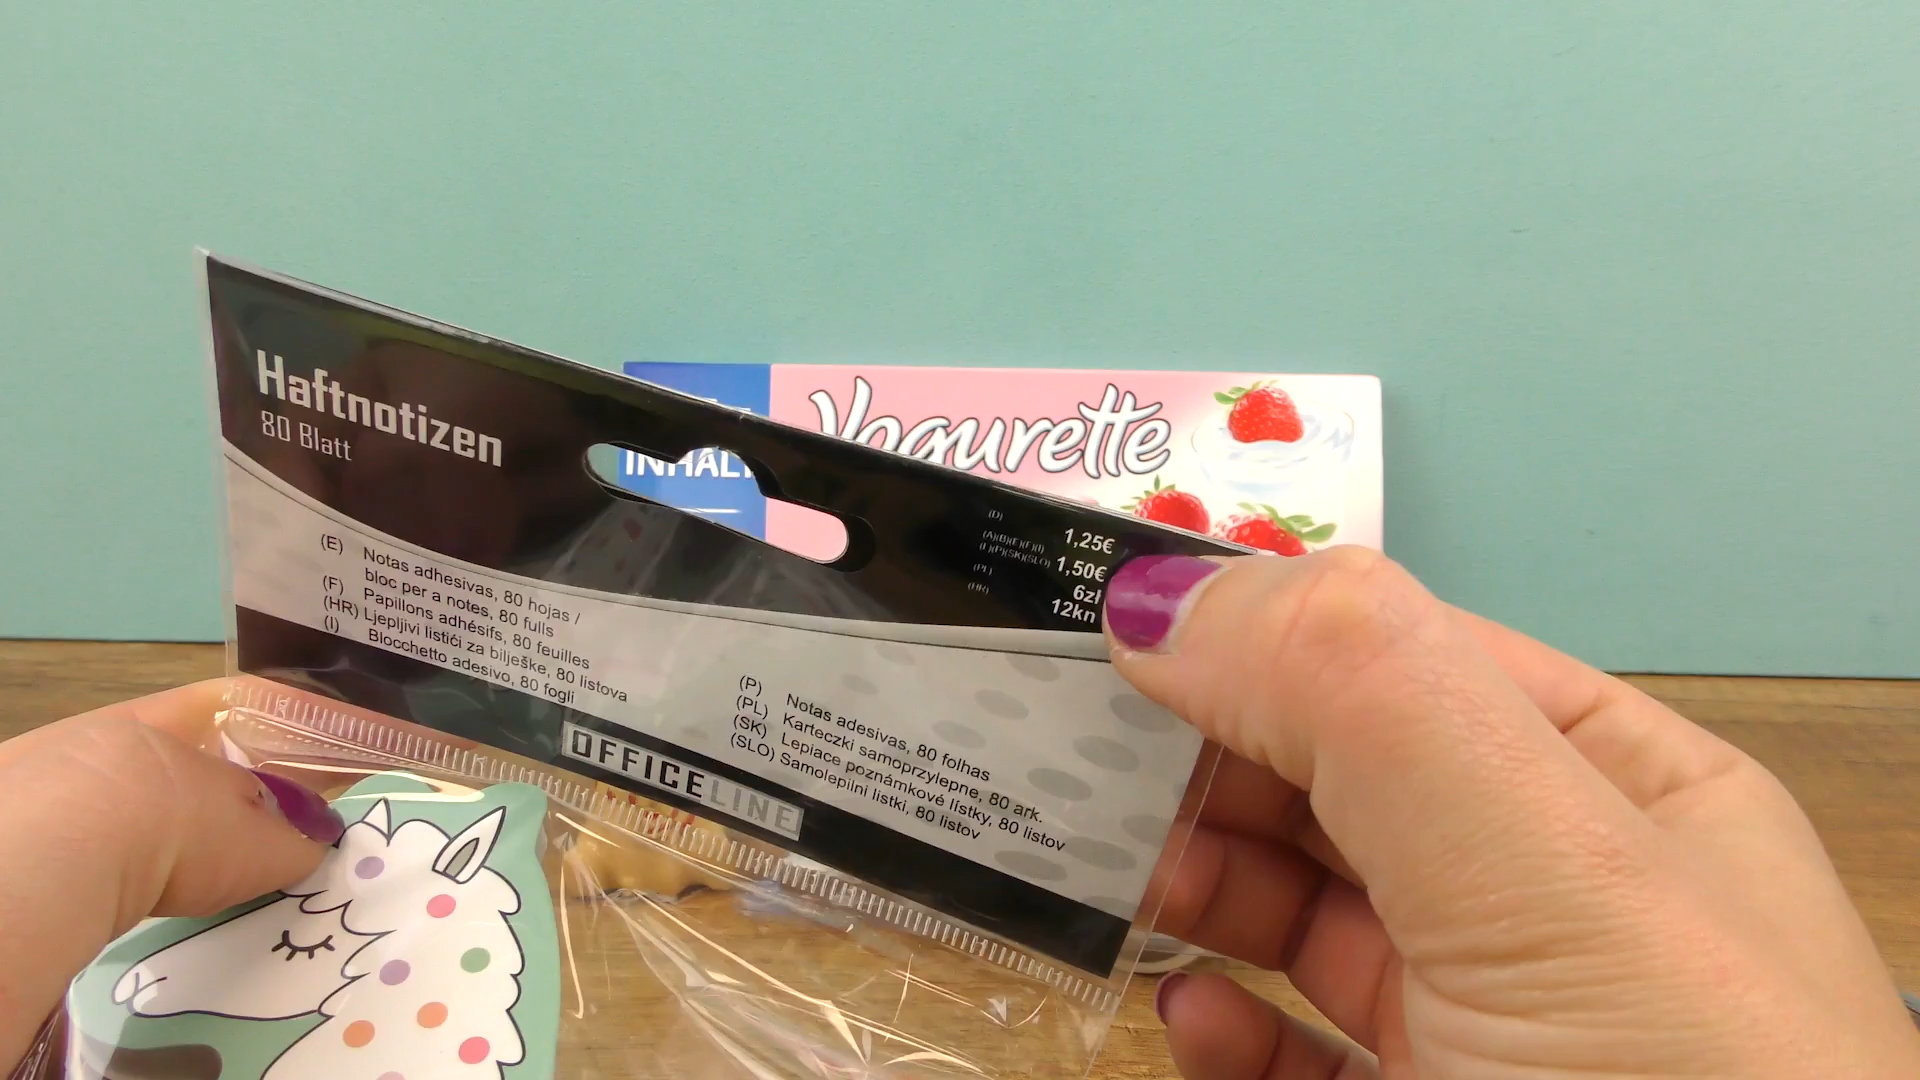 Haftnotizen
80 Blatt
INHALT
Yogurette
(D) 1,25€
(A)(B)(E)(F)(I)
(L)(P)(SK)(SLO) 1,50€
(PL) 6zł
(HR) 12kn
(E) Notas adhesivas, 80 hojas /
bloc per a notes, 80 fulls
(F) Papillons adhésifs, 80 feuilles
(HR) Ljepljivi listići za bilješke, 80 listova
(I) Blocchetto adesivo, 80 fogli
(P) Notas adesivas, 80 folhas
(PL) Karteczki samoprzylepne, 80 ark.
(SK) Lepiace poznámkové lístky, 80 listov
(SLO) Samolepilni listki, 80 listov
OFFICELINE